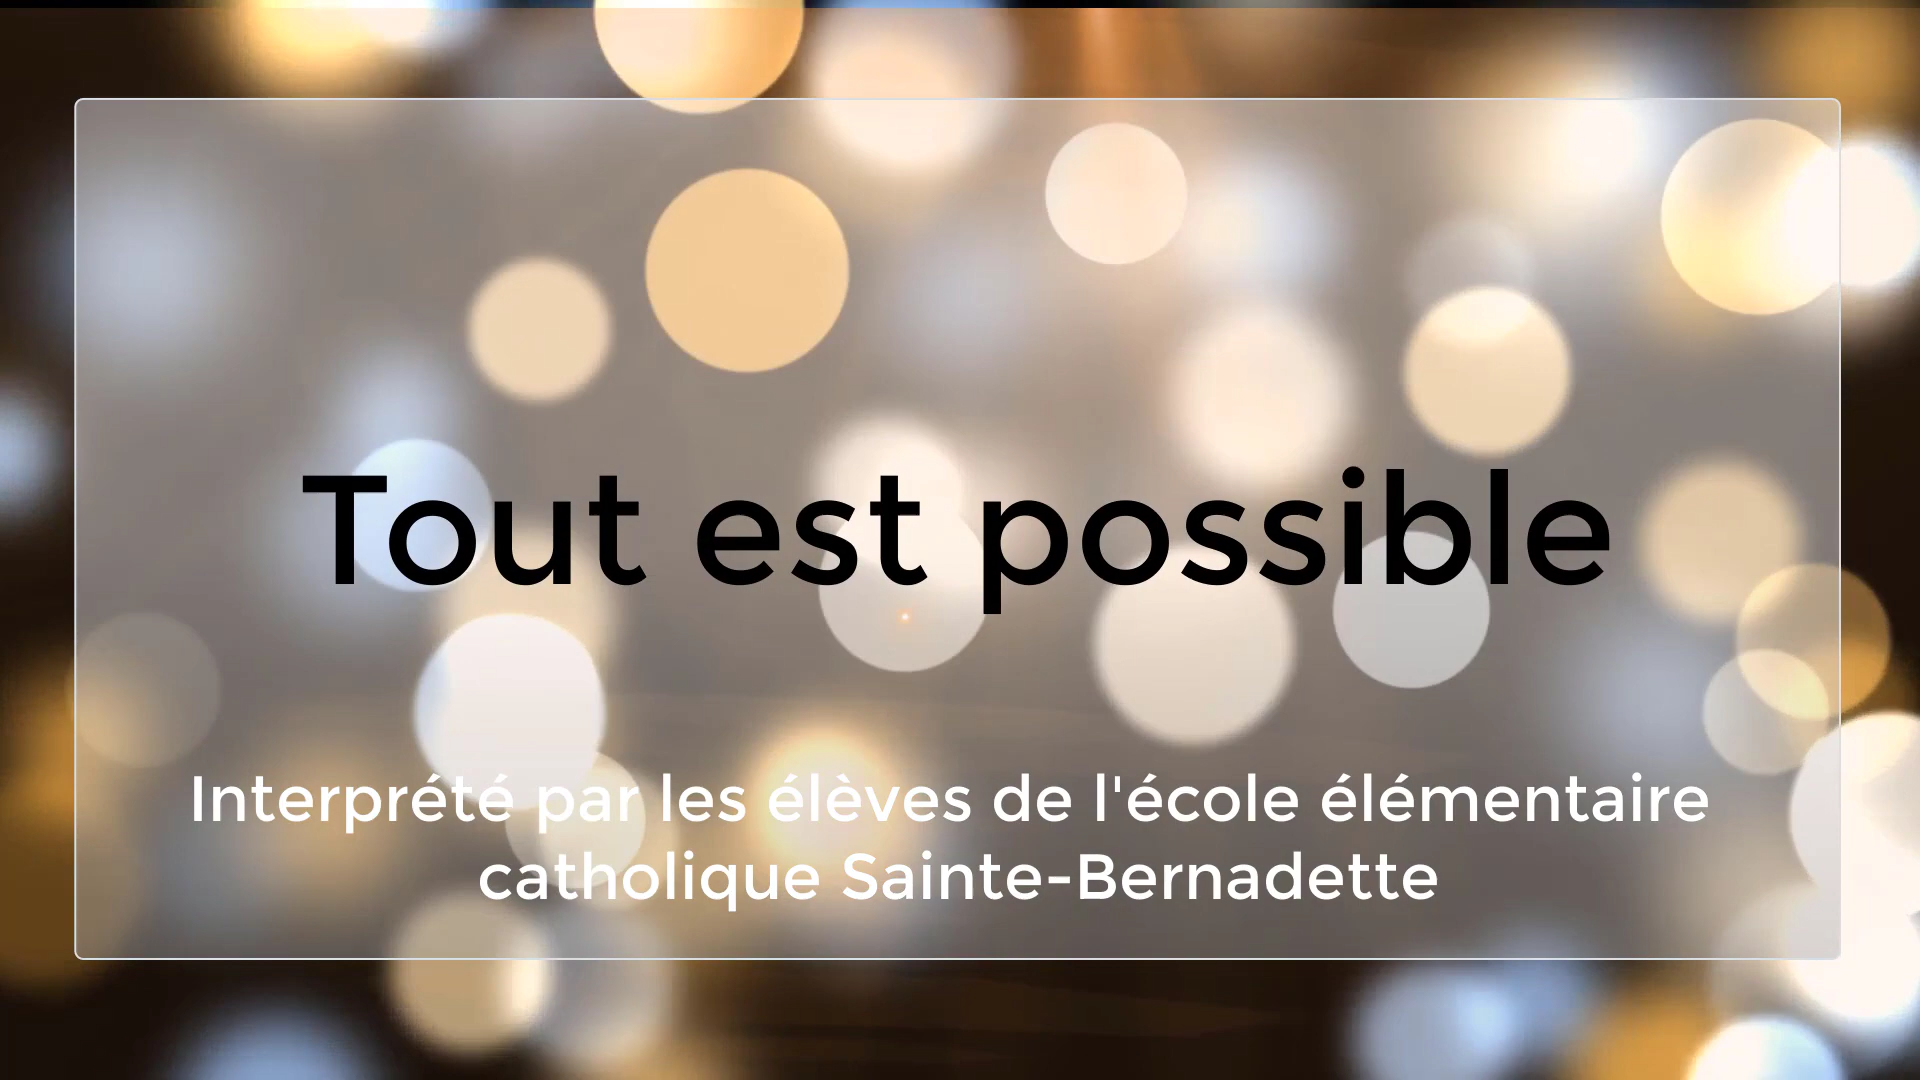 Tout est possible
Interprété par les élèves de l'école élémentaire
catholique Sainte-Bernadette